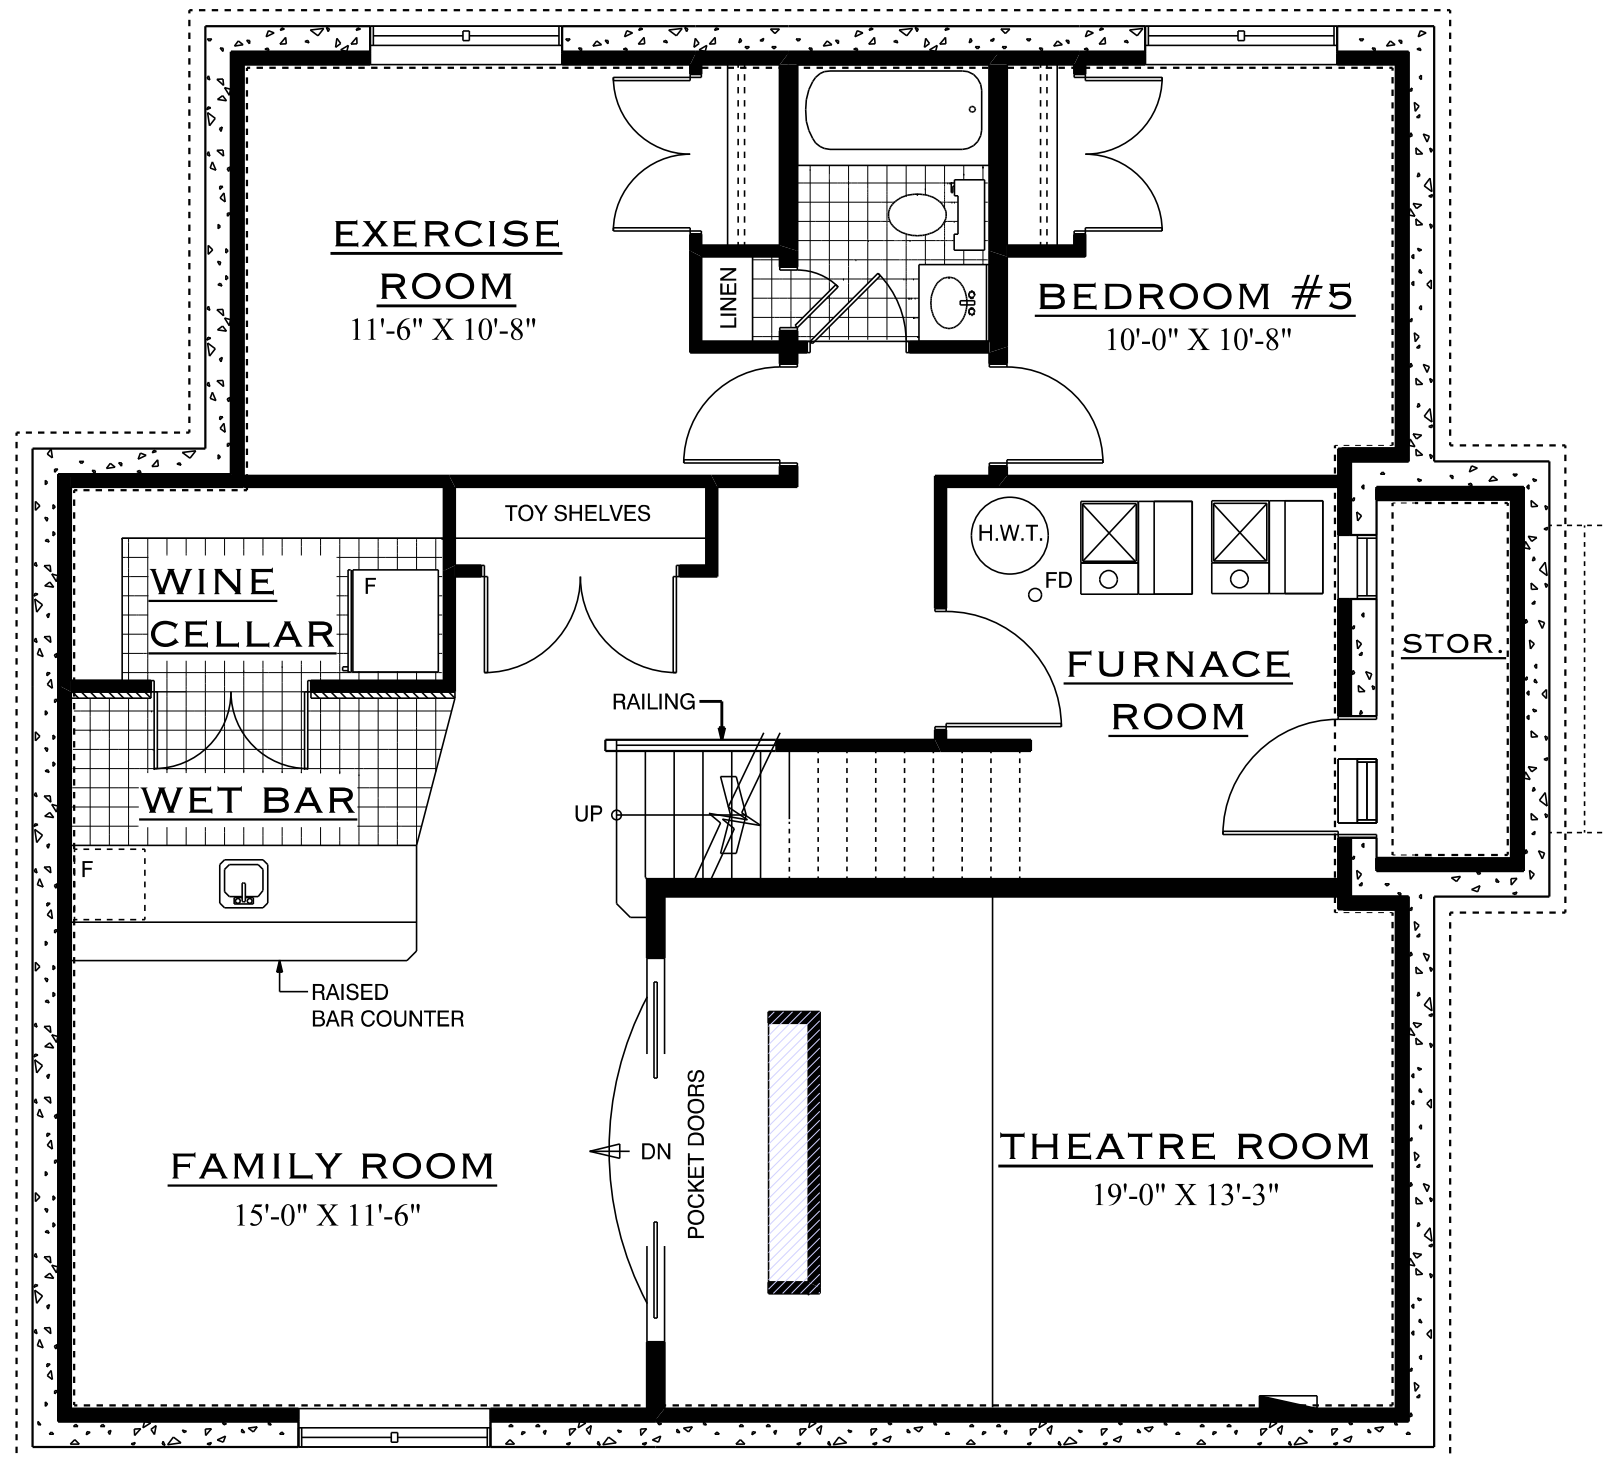 EXERCISE
ROOM
11'-6" X 10'-8"
LINEN
BEDROOM #5
10'-0" X 10'-8"
TOY SHELVES
H.W.T.
FD
WINE
CELLAR
F
FURNACE
ROOM
STOR.
RAILING
UP
WET BAR
F
RAISED
BAR COUNTER
FAMILY ROOM
15'-0" X 11'-6"
DN
POCKET DOORS
THEATRE ROOM
19'-0" X 13'-3"